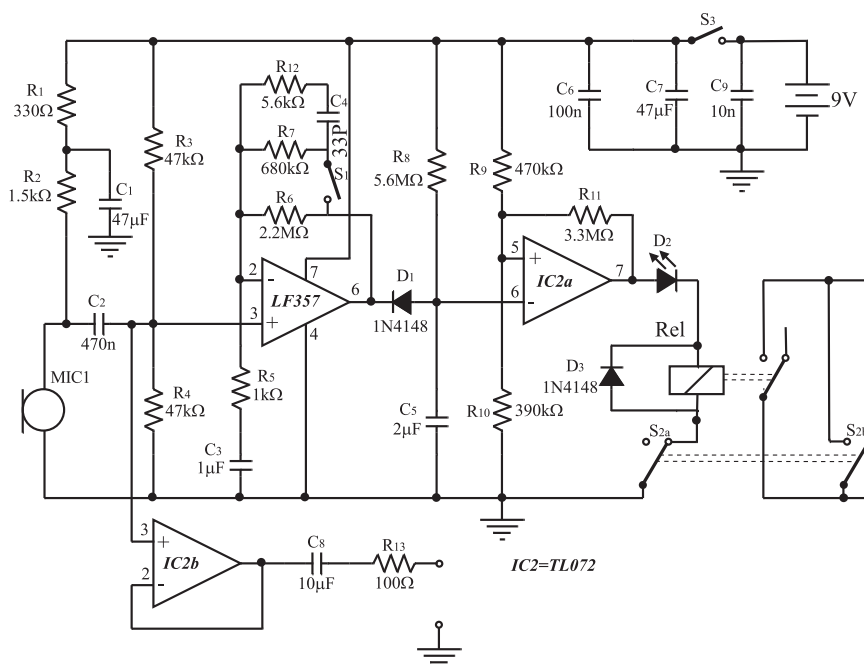 S3
R1
330Ω
R12
5.6kΩ
C4
33P
R3
47kΩ
R7
680kΩ
S1
R8
5.6MΩ
R9
470kΩ
C6
100n
C7
47µF
C9
10n
9V
R2
1.5kΩ
C1
47µF
R6
2.2MΩ
R11
3.3MΩ
D2
2
7
LF357
6
3
4
D1
1N4148
5
6
IC2a
7
C2
470n
Rel
MIC1
R4
47kΩ
R5
1kΩ
C3
1µF
C5
2µF
R10
390kΩ
D3
1N4148
S2a
S2b
3
2
IC2b
C8
10µF
R13
100Ω
IC2=TL072